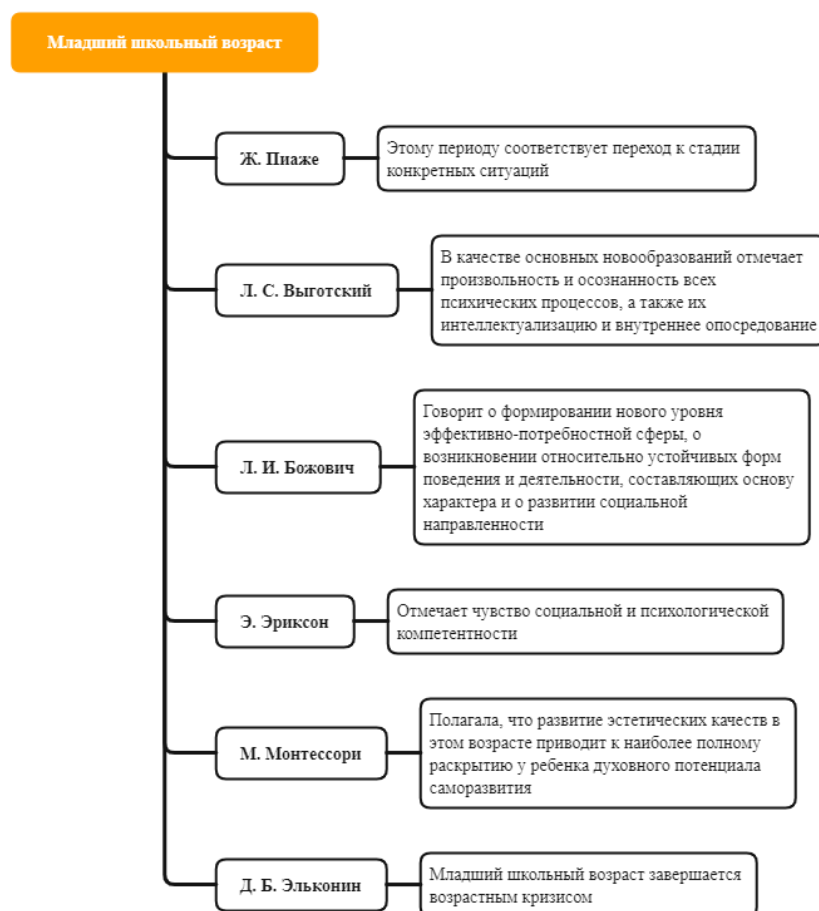 Младший школьный возраст
Ж. Пиаже
Этому периоду соответствует переход к стадии
конкретных ситуаций
Л. С. Выготский
В качестве основных новообразований отмечает
произвольность и осознанность всех
психических процессов, а также их
интеллектуализацию и внутреннее опосредование
Л. И. Божович
Говорит о формировании нового уровня
эффективно-потребностной сферы, о
возникновении относительно устойчивых форм
поведения и деятельности, составляющих основу
характера и о развитии социальной
направленности
Э. Эриксон
Отмечает чувство социальной и психологической
компетентности
М. Монтессори
Полагала, что развитие эстетических качеств в
этом возрасте приводит к наиболее полному
раскрытию у ребенка духовного потенциала
саморазвития
Д. Б. Эльконин
Младший школьный возраст завершается
возрастным кризисом